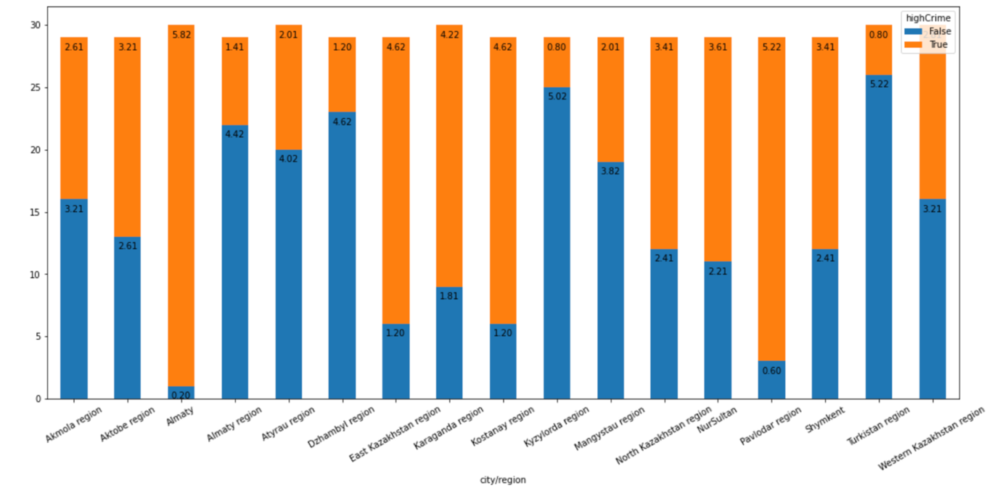 30
25
20
15
10
5
0
highCrime
False
True
2.61
3.21
5.82
1.41
2.01
1.20
4.62
4.22
4.62
0.80
2.01
3.41
3.61
5.22
3.41
0.80
3.21
2.61
0.20
4.42
4.02
4.62
1.20
1.81
1.20
5.02
3.82
2.41
2.21
0.60
2.41
5.22
3.21
Akmola region
Aktobe region
Almaty
Almaty region
Atyrau region
Dzhambyl region
East Kazakhstan region
Karaganda region
Kostanay region
Kyzylorda region
Mangystau region
North Kazakhstan region
NurSultan
Pavlodar region
Shymkent
Turkistan region
Western Kazakhstan region
city/region